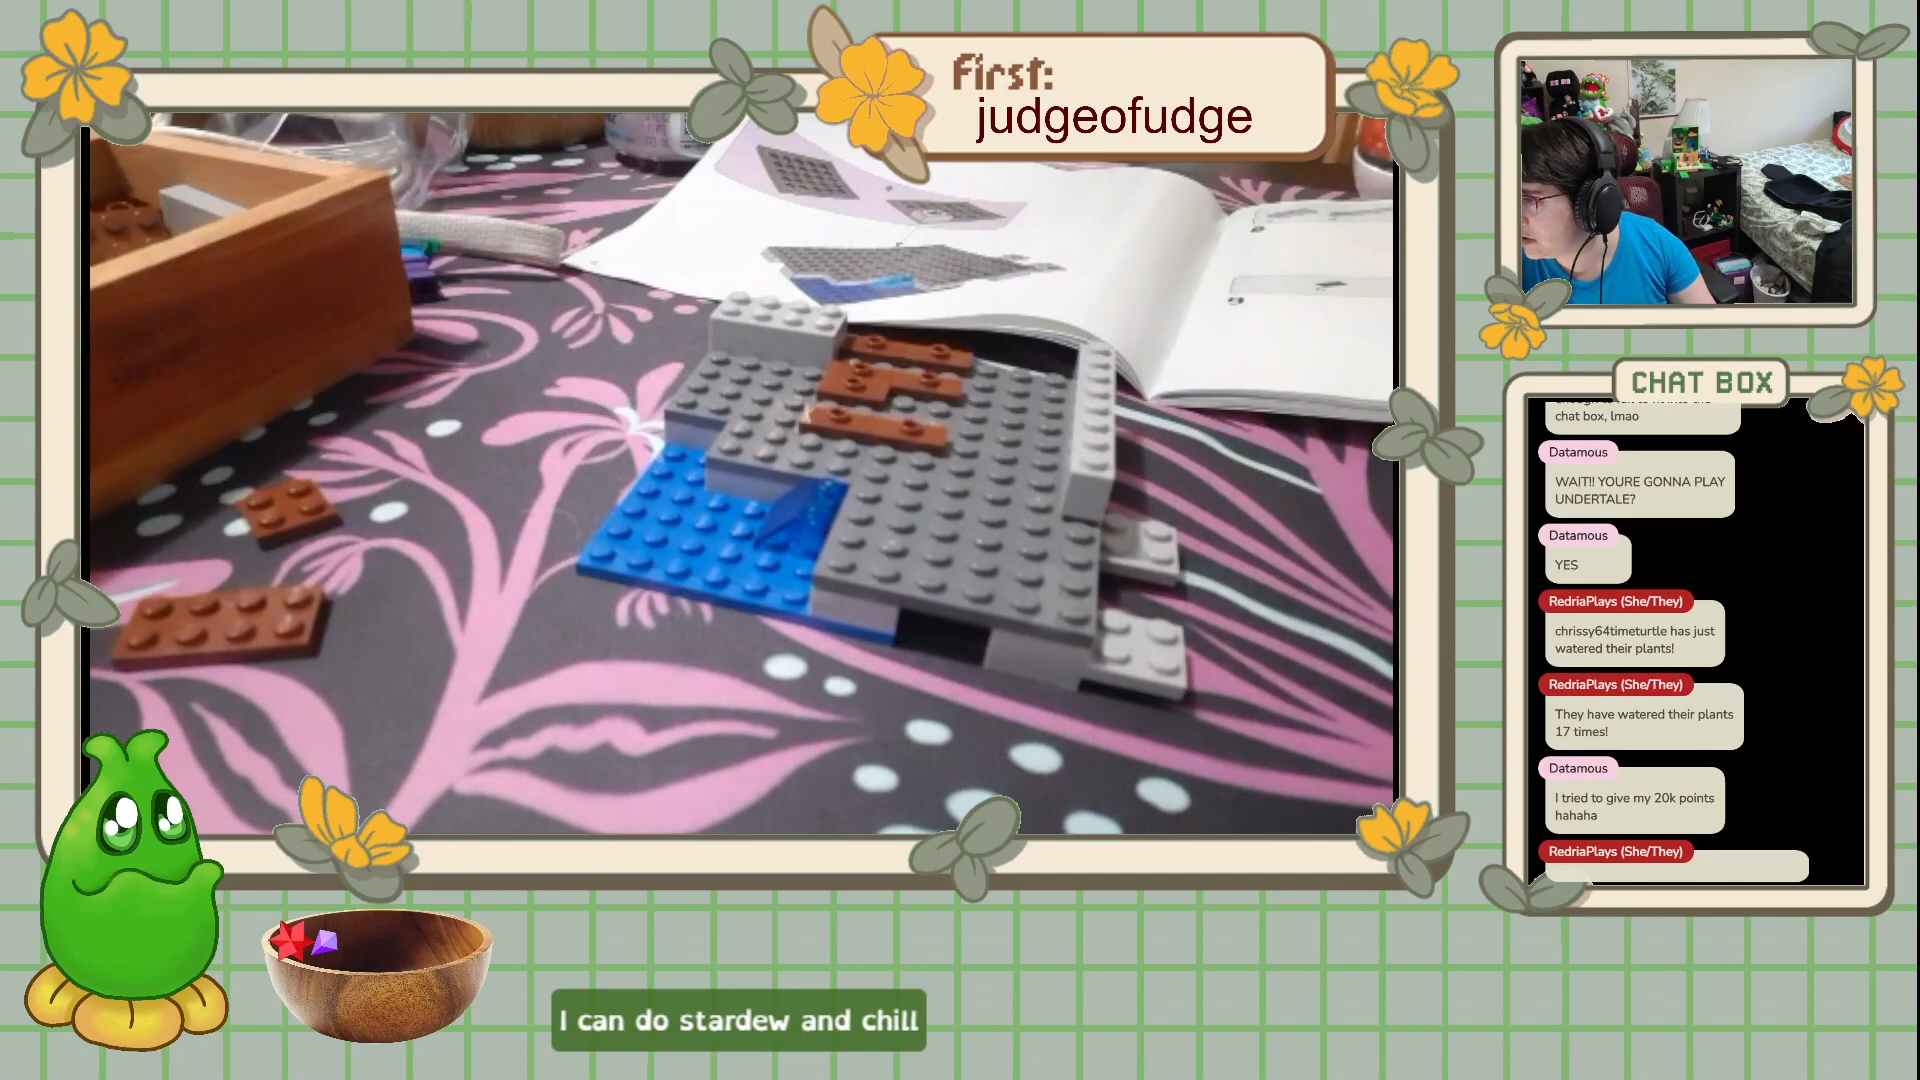 First:
judgeofudge
CHAT BOX
chat box, lmao
Datamous
WAIT!! YOURE GONNA PLAY
UNDERTALE?
Datamous
YES
RedriaPlays (She/They)
chrissy64timeturtle has just
watered their plants!
RedriaPlays (She/They)
They have watered their plants
17 times!
Datamous
I tried to give my 20k points
hahaha
RedriaPlays (She/They)
I can do stardew and chill